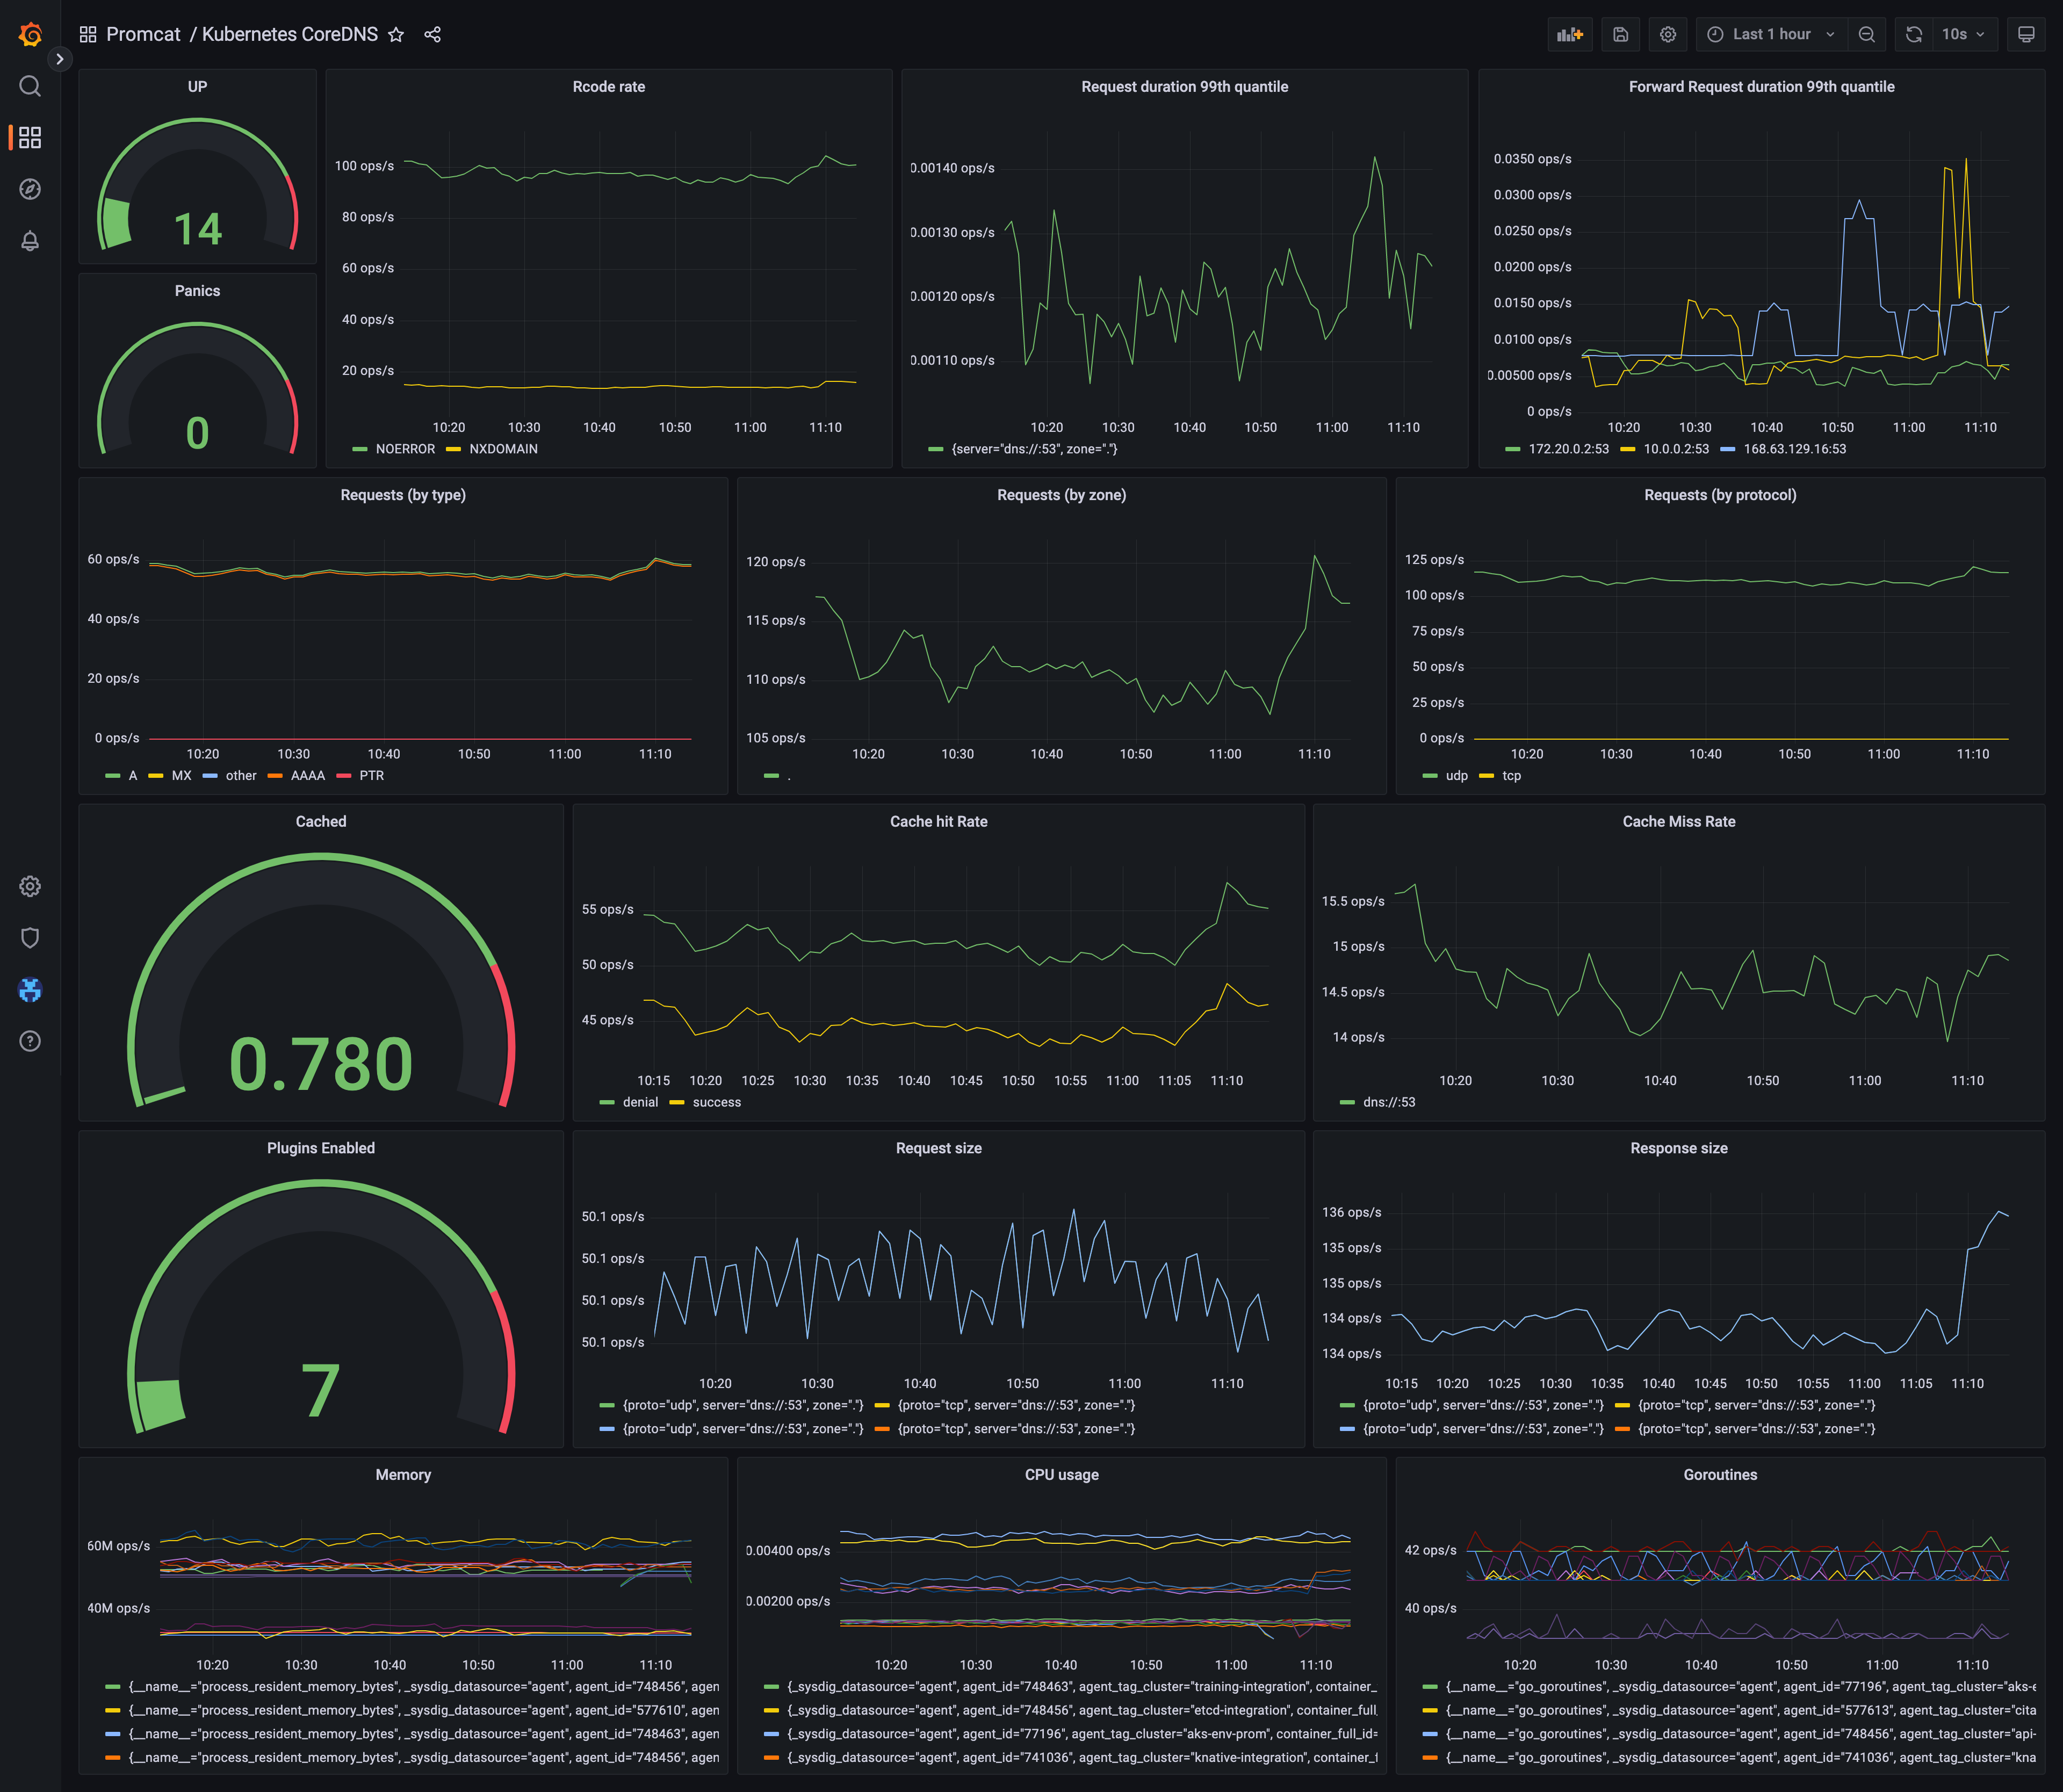 Promcat / Kubernetes CoreDNS
Last 1 hour
10s
UP
14
Panics
0
Rcode rate
100 ops/s
80 ops/s
60 ops/s
40 ops/s
20 ops/s
10:20 10:30 10:40 10:50 11:00 11:10
NOERROR NXDOMAIN
Request duration 99th quantile
0.00140 ops/s
0.00130 ops/s
0.00120 ops/s
0.00110 ops/s
10:20 10:30 10:40 10:50 11:00 11:10
{server="dns://:53", zone="."}
Forward Request duration 99th quantile
0.0350 ops/s
0.0300 ops/s
0.0250 ops/s
0.0200 ops/s
0.0150 ops/s
0.0100 ops/s
0.00500 ops/s
0 ops/s
10:20 10:30 10:40 10:50 11:00 11:10
172.20.0.2:53 10.0.0.2:53 168.63.129.16:53
Requests (by type)
60 ops/s
40 ops/s
20 ops/s
0 ops/s
10:20 10:30 10:40 10:50 11:00 11:10
A MX other AAAA PTR
Requests (by zone)
120 ops/s
115 ops/s
110 ops/s
105 ops/s
10:20 10:30 10:40 10:50 11:00 11:10
.
Requests (by protocol)
125 ops/s
100 ops/s
75 ops/s
50 ops/s
25 ops/s
0 ops/s
10:20 10:30 10:40 10:50 11:00 11:10
udp tcp
Cached
0.780
Cache hit Rate
55 ops/s
50 ops/s
45 ops/s
10:15 10:20 10:25 10:30 10:35 10:40 10:45 10:50 10:55 11:00 11:05 11:10
denial success
Cache Miss Rate
15.5 ops/s
15 ops/s
14.5 ops/s
14 ops/s
10:20 10:30 10:40 10:50 11:00 11:10
dns://:53
Plugins Enabled
7
Request size
50.1 ops/s
50.1 ops/s
50.1 ops/s
50.1 ops/s
10:20 10:30 10:40 10:50 11:00 11:10
{proto="udp", server="dns://:53", zone="."} {proto="tcp", server="dns://:53", zone="."}
{proto="udp", server="dns://:53", zone="."} {proto="tcp", server="dns://:53", zone="."}
Response size
136 ops/s
135 ops/s
135 ops/s
134 ops/s
134 ops/s
10:15 10:20 10:25 10:30 10:35 10:40 10:45 10:50 10:55 11:00 11:05 11:10
{proto="udp", server="dns://:53", zone="."} {proto="tcp", server="dns://:53", zone="."}
{proto="udp", server="dns://:53", zone="."} {proto="tcp", server="dns://:53", zone="."}
Memory
60M ops/s
40M ops/s
10:20 10:30 10:40 10:50 11:00 11:10
{__name__="process_resident_memory_bytes", _sysdig_datasource="agent", agent_id="748456", agen
{__name__="process_resident_memory_bytes", _sysdig_datasource="agent", agent_id="577610", agen
{__name__="process_resident_memory_bytes", _sysdig_datasource="agent", agent_id="748463", agen
{__name__="process_resident_memory_bytes", _sysdig_datasource="agent", agent_id="748456", agen
CPU usage
0.00400 ops/s
0.00200 ops/s
10:20 10:30 10:40 10:50 11:00 11:10
{_sysdig_datasource="agent", agent_id="748463", agent_tag_cluster="training-integration", container_
{_sysdig_datasource="agent", agent_id="748456", agent_tag_cluster="etcd-integration", container_full_
{_sysdig_datasource="agent", agent_id="77196", agent_tag_cluster="aks-env-prom", container_full_id=
{_sysdig_datasource="agent", agent_id="741036", agent_tag_cluster="knative-integration", container_f
Goroutines
42 ops/s
40 ops/s
10:20 10:30 10:40 10:50 11:00 11:10
{__name__="go_goroutines", _sysdig_datasource="agent", agent_id="77196", agent_tag_cluster="aks-e
{__name__="go_goroutines", _sysdig_datasource="agent", agent_id="577613", agent_tag_cluster="cita
{__name__="go_goroutines", _sysdig_datasource="agent", agent_id="748456", agent_tag_cluster="api-
{__name__="go_goroutines", _sysdig_datasource="agent", agent_id="741036", agent_tag_cluster="kna